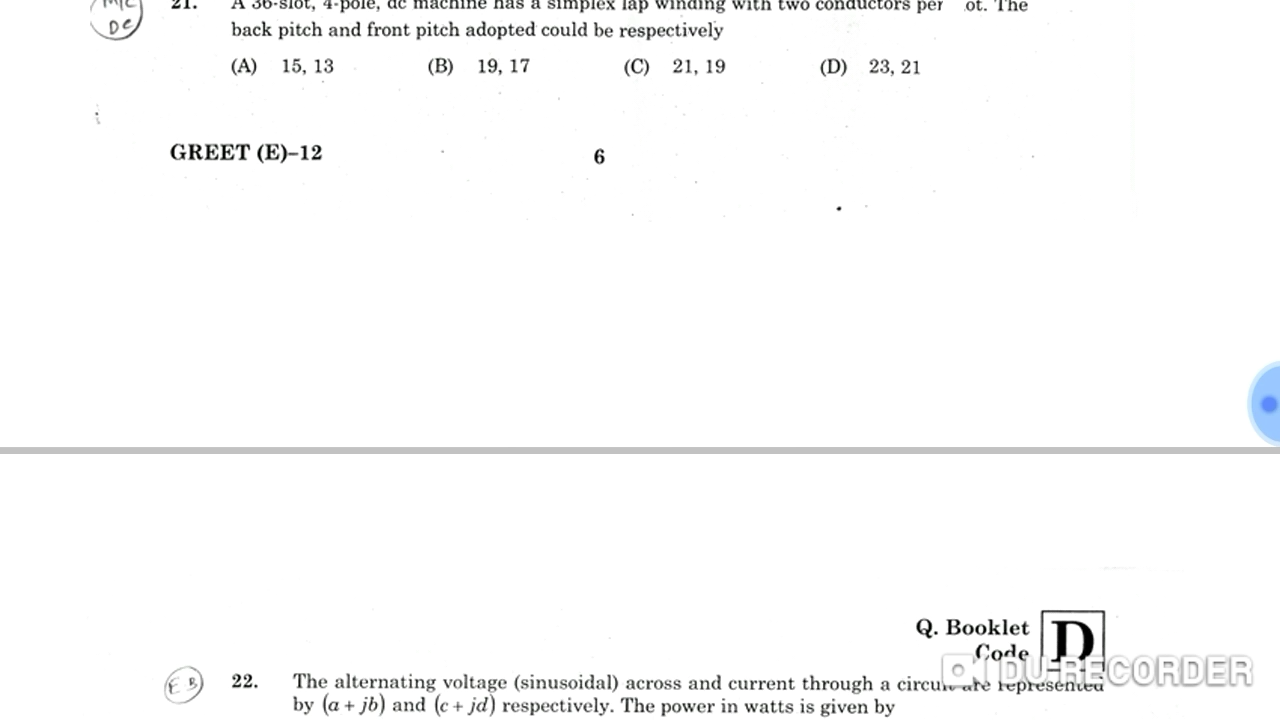 M/C
DC
21. A 36-slot, 4-pole, dc machine has a simplex lap winding with two conductors per ot. The
back pitch and front pitch adopted could be respectively
(A) 15, 13 (B) 19, 17 (C) 21, 19 (D) 23, 21
GREET (E)–12 6
Q. Booklet
Code D
DU RECORDER
E B
22. The alternating voltage (sinusoidal) across and current through a circuit are represented
by (a + jb) and (c + jd) respectively. The power in watts is given by